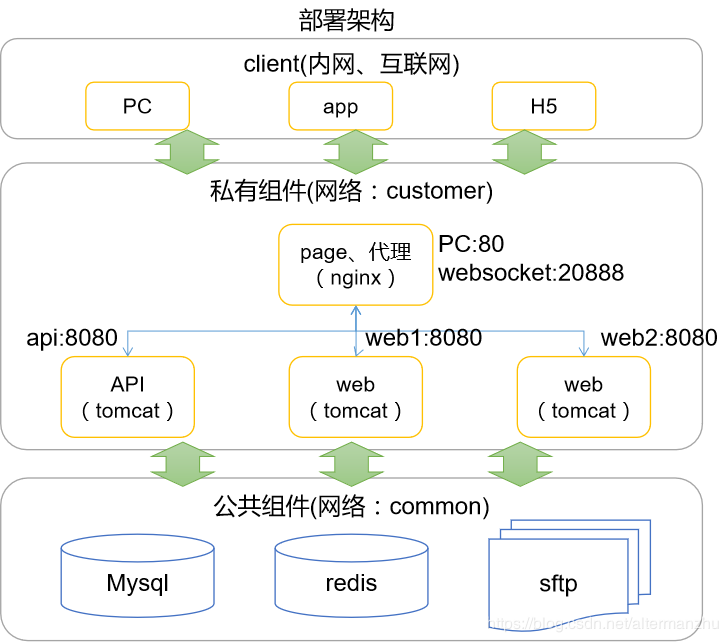 部署架构
client(内网、互联网)
PC
app
H5
私有组件(网络：customer)
page、代理
（nginx）
PC:80
websocket:20888
api:8080
web1:8080
web2:8080
API
（tomcat）
web
（tomcat）
web
（tomcat）
公共组件(网络：common)
Mysql
redis
sftp
https://blog.csdn.net/altermanzhu